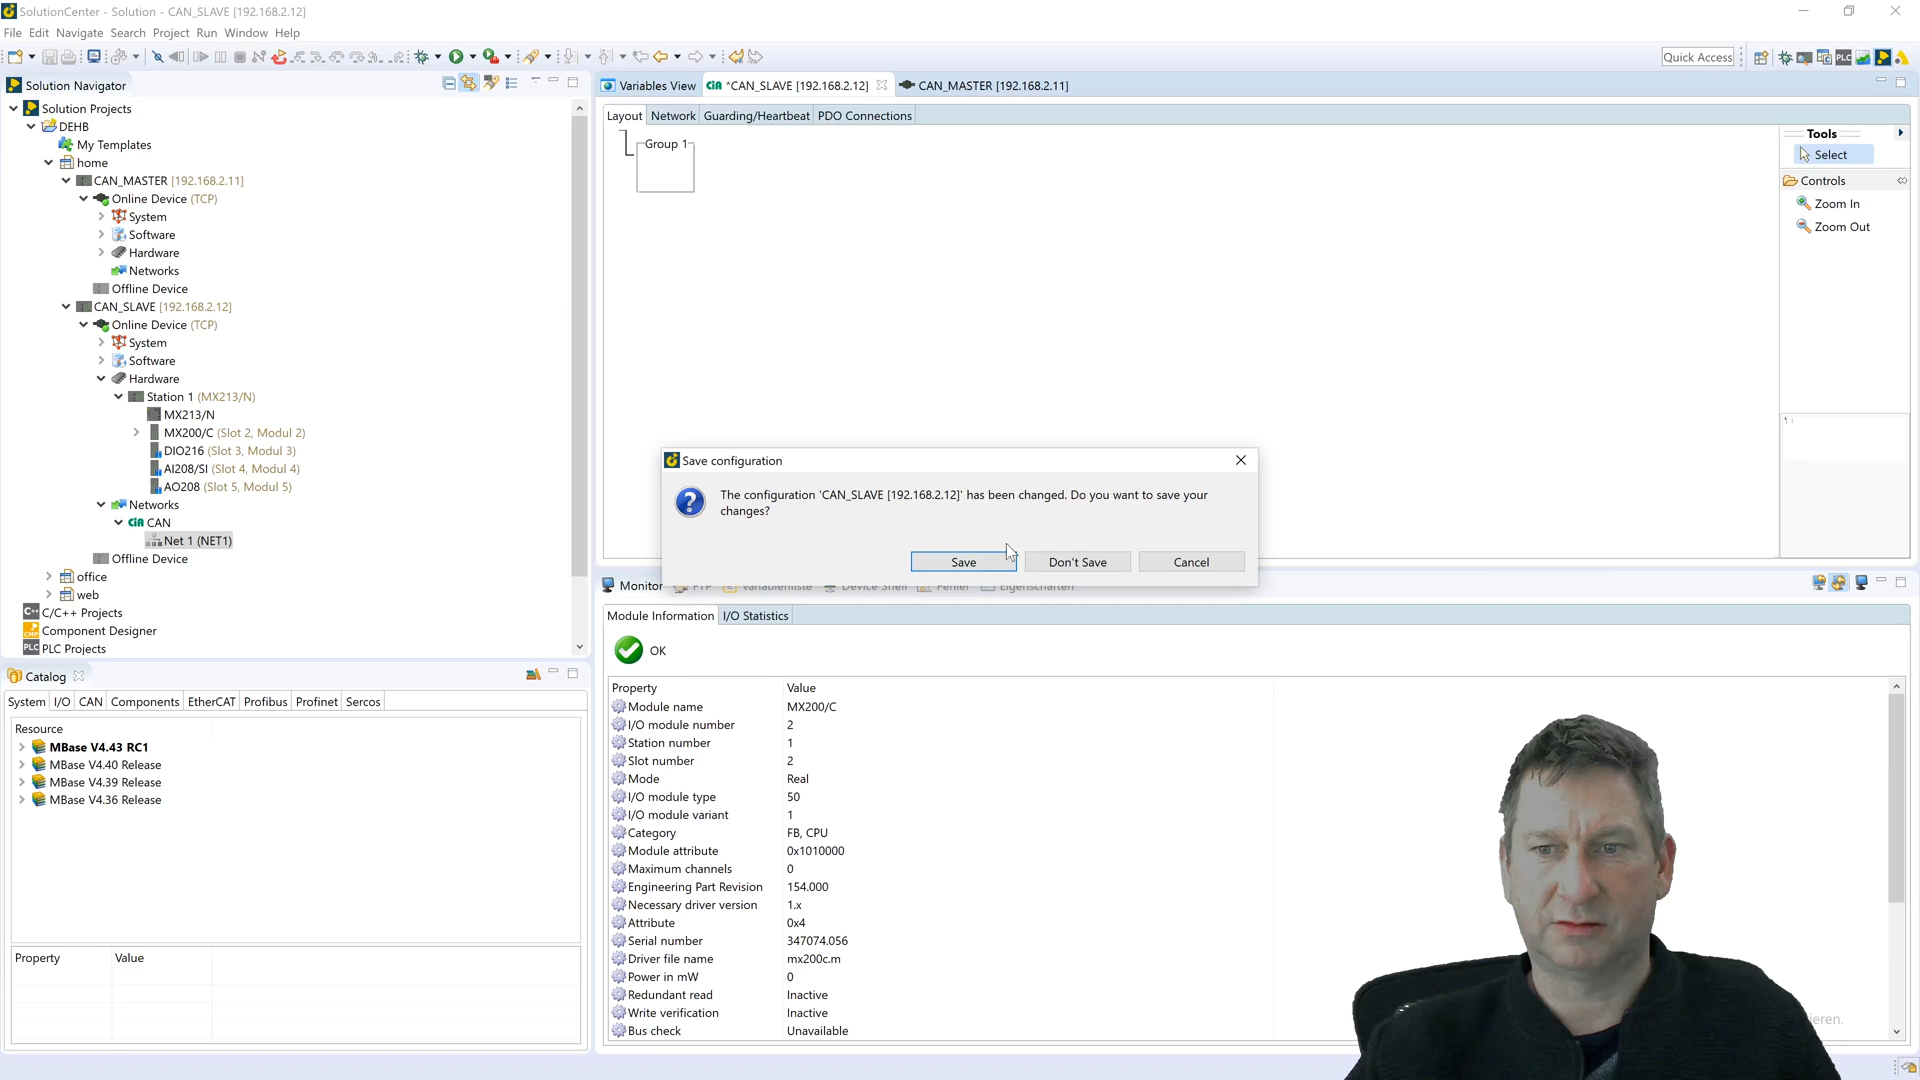 SolutionCenter - Solution - CAN_SLAVE [192.168.2.12]
File Edit Navigate Search Project Run Window Help
Quick Access
Solution Navigator
Solution Projects
DEHB
My Templates
home
CAN_MASTER [192.168.2.11]
Online Device (TCP)
System
Software
Hardware
Networks
Offline Device
CAN_SLAVE [192.168.2.12]
Online Device (TCP)
System
Software
Hardware
Station 1 (MX213/N)
MX213/N
MX200/C (Slot 2, Modul 2)
DIO216 (Slot 3, Modul 3)
AI208/SI (Slot 4, Modul 4)
AO208 (Slot 5, Modul 5)
Networks
CiA CAN
Net 1 (NET1)
Offline Device
office
web
C/C++ Projects
Component Designer
PLC Projects
Catalog
System I/O CAN Components EtherCAT Profibus Profinet Sercos
Resource
MBase V4.43 RC1
MBase V4.40 Release
MBase V4.39 Release
MBase V4.36 Release
Property Value
Variables View *CAN_SLAVE [192.168.2.12] CAN_MASTER [192.168.2.11]
Layout Network Guarding/Heartbeat PDO Connections
Group 1
Tools
Select
Controls
Zoom In
Zoom Out
Save configuration
The configuration 'CAN_SLAVE [192.168.2.12]' has been changed. Do you want to save your
changes?
Save Don't Save Cancel
Monitor FTP Variablenliste Device Shell Fehler Eigenschaften
Module Information I/O Statistics
OK
Property Value
Module name MX200/C
I/O module number 2
Station number 1
Slot number 2
Mode Real
I/O module type 50
I/O module variant 1
Category FB, CPU
Module attribute 0x1010000
Maximum channels 0
Engineering Part Revision 154.000
Necessary driver version 1.x
Attribute 0x4
Serial number 347074.056
Driver file name mx200c.m
Power in mW 0
Redundant read Inactive
Write verification Inactive
Bus check Unavailable
ieren.